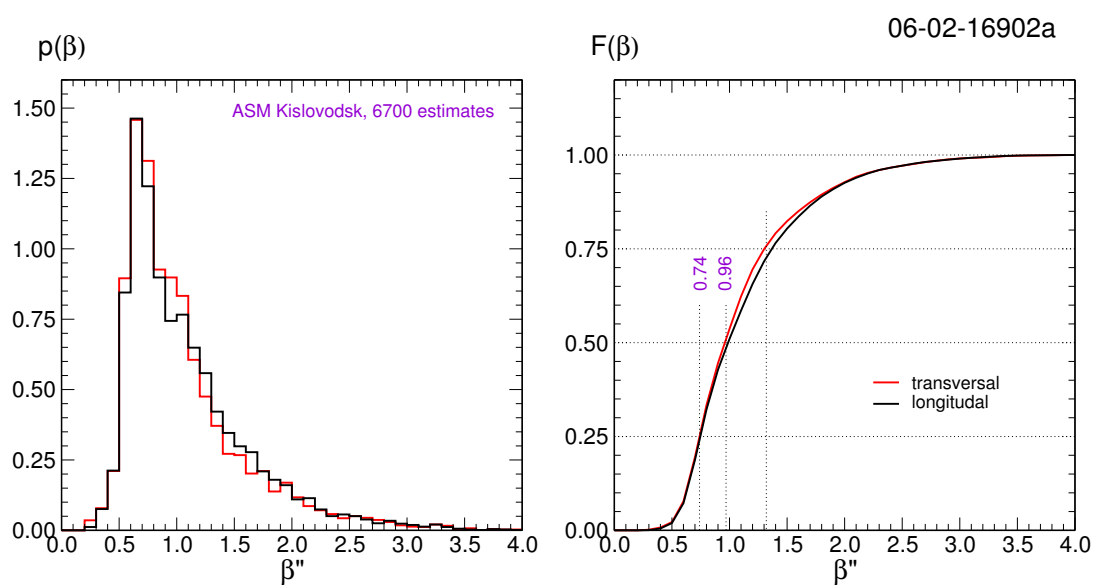 06-02-16902a
p(β)
ASM Kislovodsk, 6700 estimates
1.50
1.25
1.00
0.75
0.50
0.25
0.00
0.0 0.5 1.0 1.5 2.0 2.5 3.0 3.5 4.0
β"
F(β)
1.00
0.75
0.50
0.25
0.00
0.74
0.96
transversal
longitudal
0.0 0.5 1.0 1.5 2.0 2.5 3.0 3.5 4.0
β"